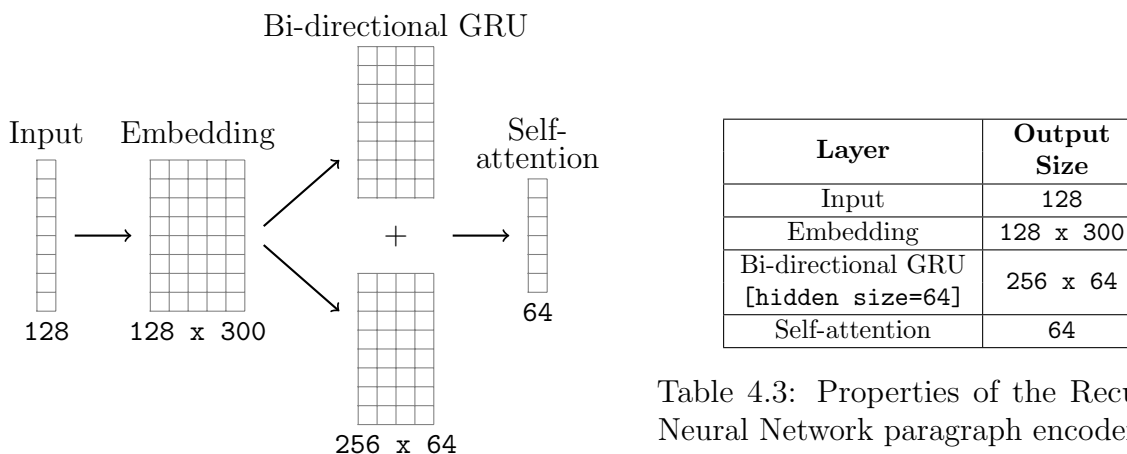 Bi-directional GRU
Input
Embedding
Self-
attention
+
128
128 x 300
64
256 x 64
Layer
Output
Size
Input
128
Embedding
128 x 300
Bi-directional GRU
[hidden size=64]
256 x 64
Self-attention
64
Table 4.3: Properties of the Recu
Neural Network paragraph encoder